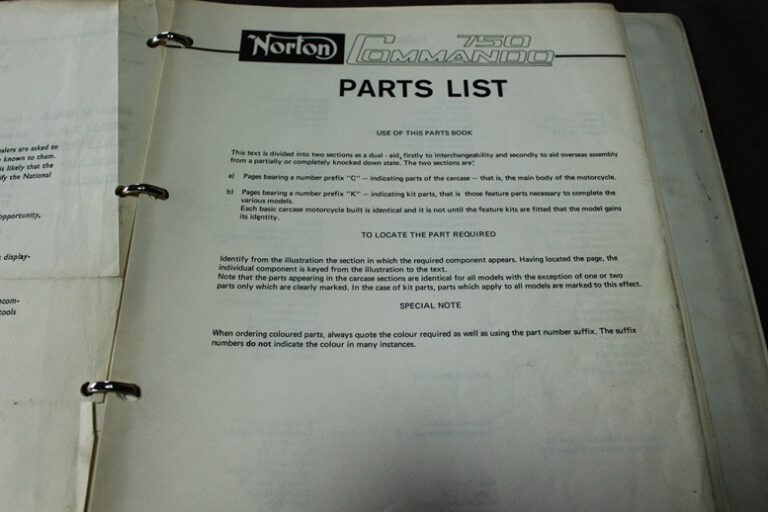 ealers are asked to
known to them.
is likely that the
ify the National
opportunity,
display-
ecom-
tools
Norton
750
COMMANDO
PARTS LIST
USE OF THIS PARTS BOOK
This text is divided into two sections as a dual - aid, firstly to interchangeability and secondly to aid overseas assembly
from a partially or completely knocked down state. The two sections are:
a) Pages bearing a number prefix "C" — indicating parts of the carcase — that is, the main body of the motorcycle.
b) Pages bearing a number prefix "K" — indicating kit parts, that is those feature parts necessary to complete the
various models.
Each basic carcase motorcycle built is identical and it is not until the feature kits are fitted that the model gains
its identity.
TO LOCATE THE PART REQUIRED
Identify from the illustration the section in which the required component appears. Having located the page, the
individual component is keyed from the illustration to the text.
Note that the parts appearing in the carcase sections are identical for all models with the exception of one or two
parts only which are clearly marked. In the case of kit parts, parts which apply to all models are marked to this effect.
SPECIAL NOTE
When ordering coloured parts, always quote the colour required as well as using the part number suffix. The suffix
numbers do not indicate the colour in many instances.